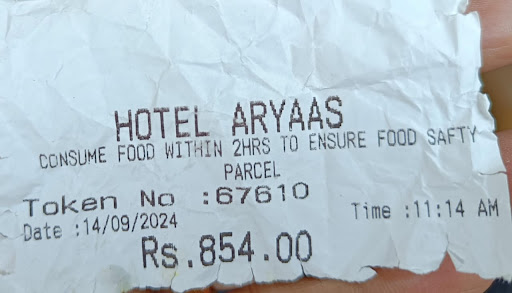 HOTEL ARYAAS
CONSUME FOOD WITHIN 2HRS TO ENSURE FOOD SAFTY
PARCEL
Token No :67610
Date :14/09/2024 Time :11:14 AM
Rs.854.00